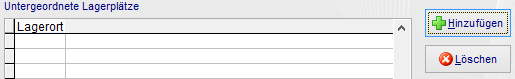 Untergeordnete Lagerplätze
Lagerort
Hinzufügen
Löschen